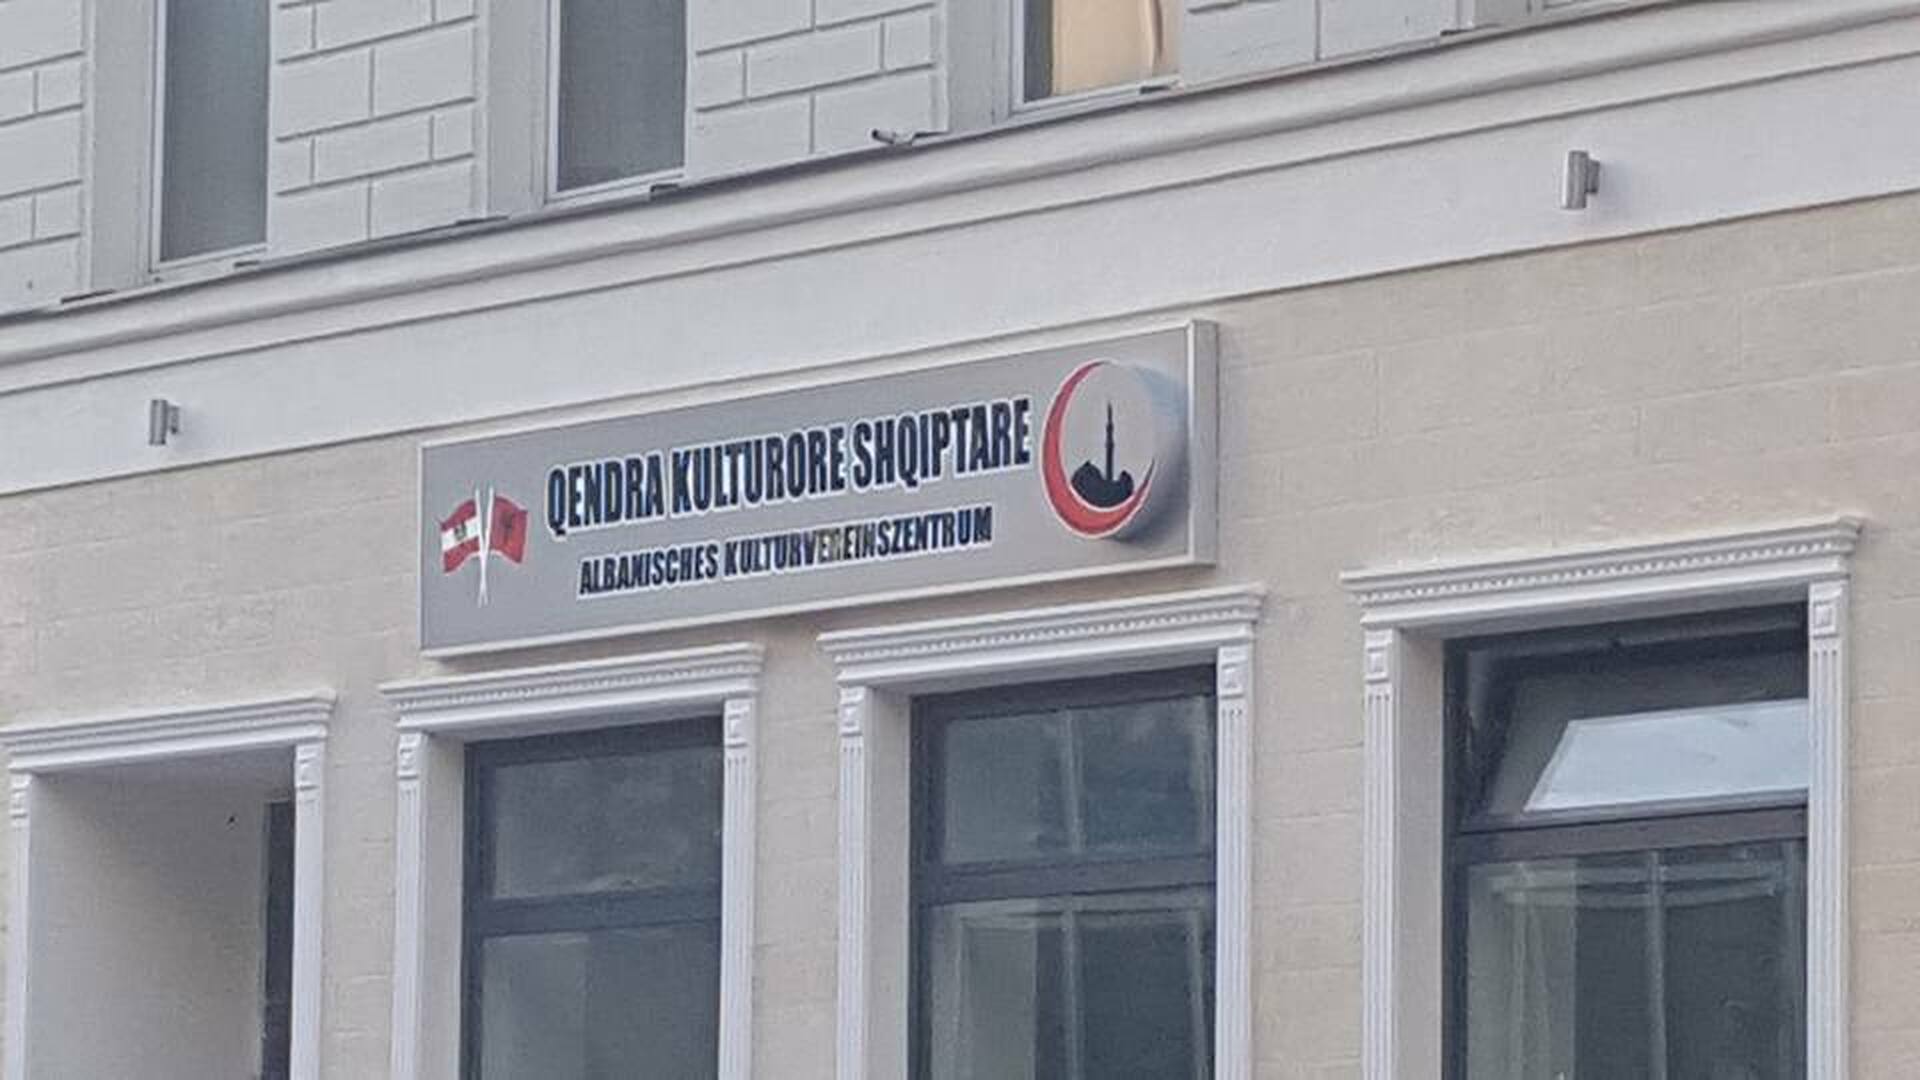 QENDRA KULTURORE SHQIPTARE
ALBANISCHES KULTURVEREINSZENTRUM